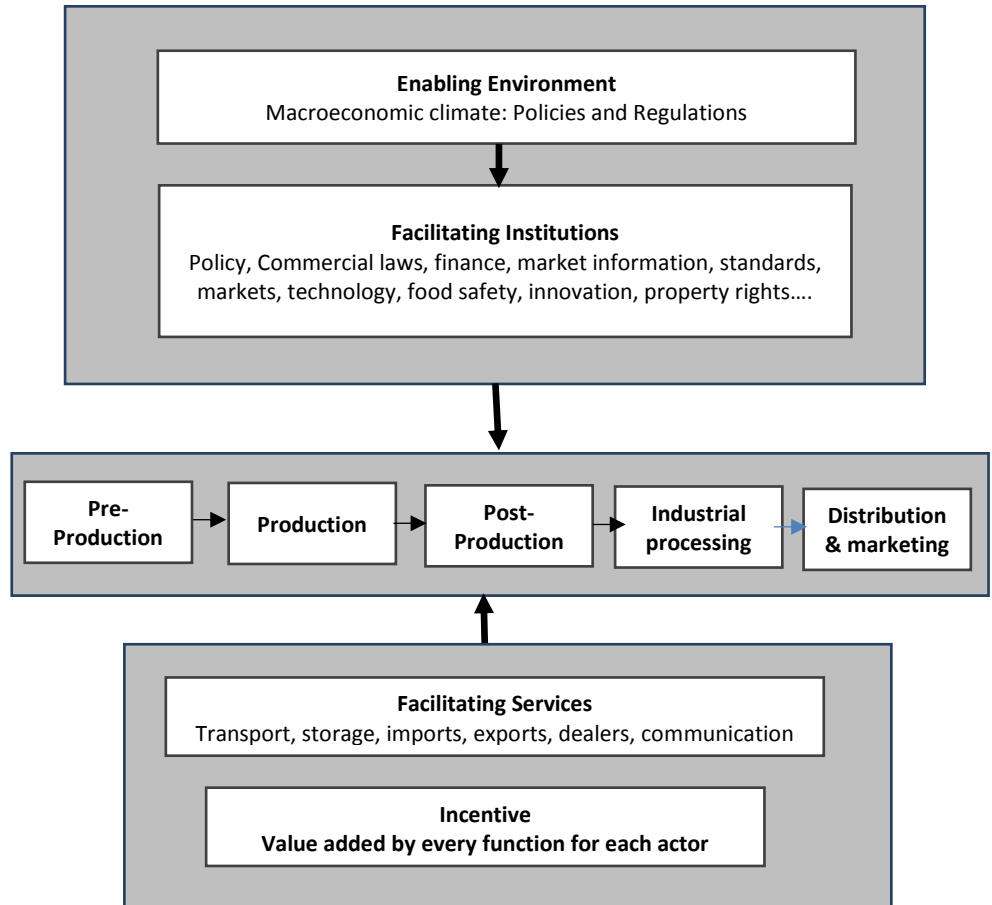 Enabling Environment
Macroeconomic climate: Policies and Regulations
Facilitating Institutions
Policy, Commercial laws, finance, market information, standards,
markets, technology, food safety, innovation, property rights....
Pre-
Production
Production
Post-
Production
Industrial
processing
Distribution
& marketing
Facilitating Services
Transport, storage, imports, exports, dealers, communication
Incentive
Value added by every function for each actor